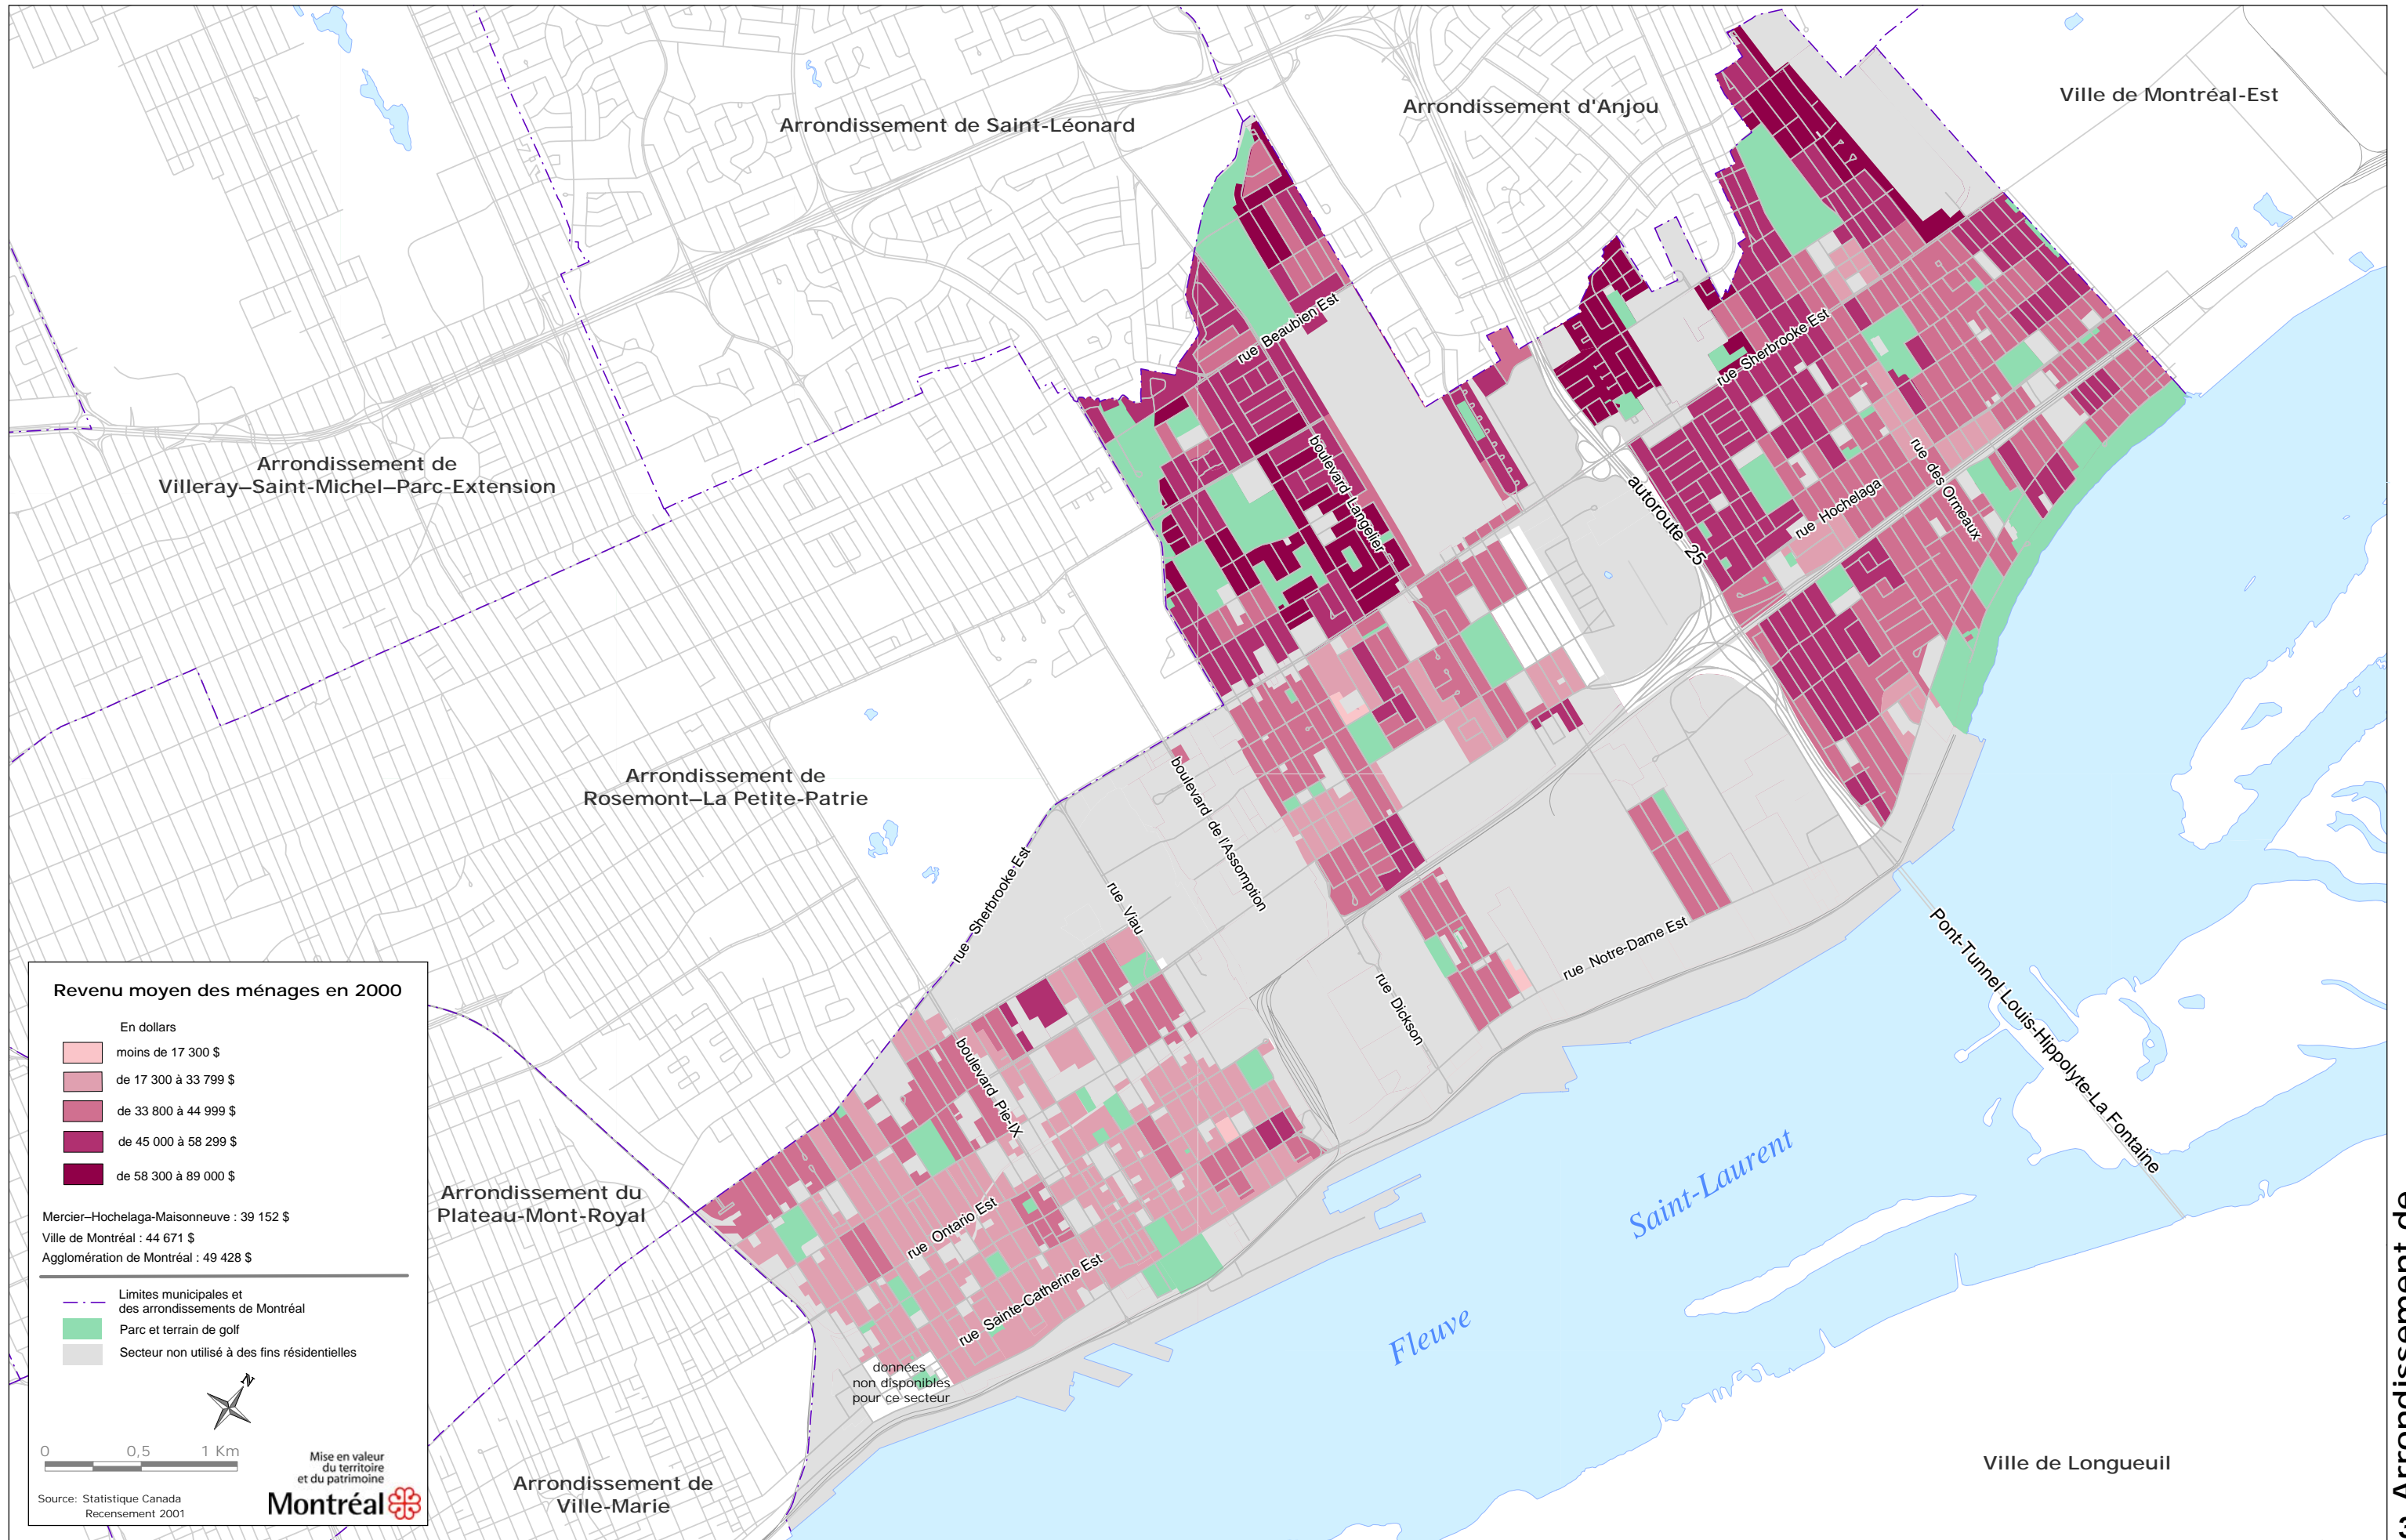 Arrondissement de Saint-Léonard
Arrondissement d'Anjou
Ville de Montréal-Est
Arrondissement de
Villeray–Saint-Michel–Parc-Extension
Arrondissement de
Rosemont–La Petite-Patrie
Arrondissement du
Plateau-Mont-Royal
Arrondissement de
Ville-Marie
Ville de Longueuil
rue Beaubien Est
boulevard Langelier
autoroute 25
rue Sherbrooke Est
rue Hochelaga
rue des Ormeaux
rue Sherbrooke Est
rue Viau
boulevard de l'Assomption
rue Dickson
rue Notre-Dame Est
Pont-Tunnel Louis-Hippolyte-La Fontaine
boulevard Pie-IX
rue Ontario Est
rue Sainte-Catherine Est
données
non disponibles
pour ce secteur
Fleuve
Saint-Laurent
Revenu moyen des ménages en 2000
En dollars
moins de 17 300 $
de 17 300 à 33 799 $
de 33 800 à 44 999 $
de 45 000 à 58 299 $
de 58 300 à 89 000 $
Mercier–Hochelaga-Maisonneuve : 39 152 $
Ville de Montréal : 44 671 $
Agglomération de Montréal : 49 428 $
Limites municipales et
des arrondissements de Montréal
Parc et terrain de golf
Secteur non utilisé à des fins résidentielles
N
0 0,5 1 Km
Mise en valeur
du territoire
et du patrimoine
Montréal
Source: Statistique Canada
Recensement 2001
Arrondissement de